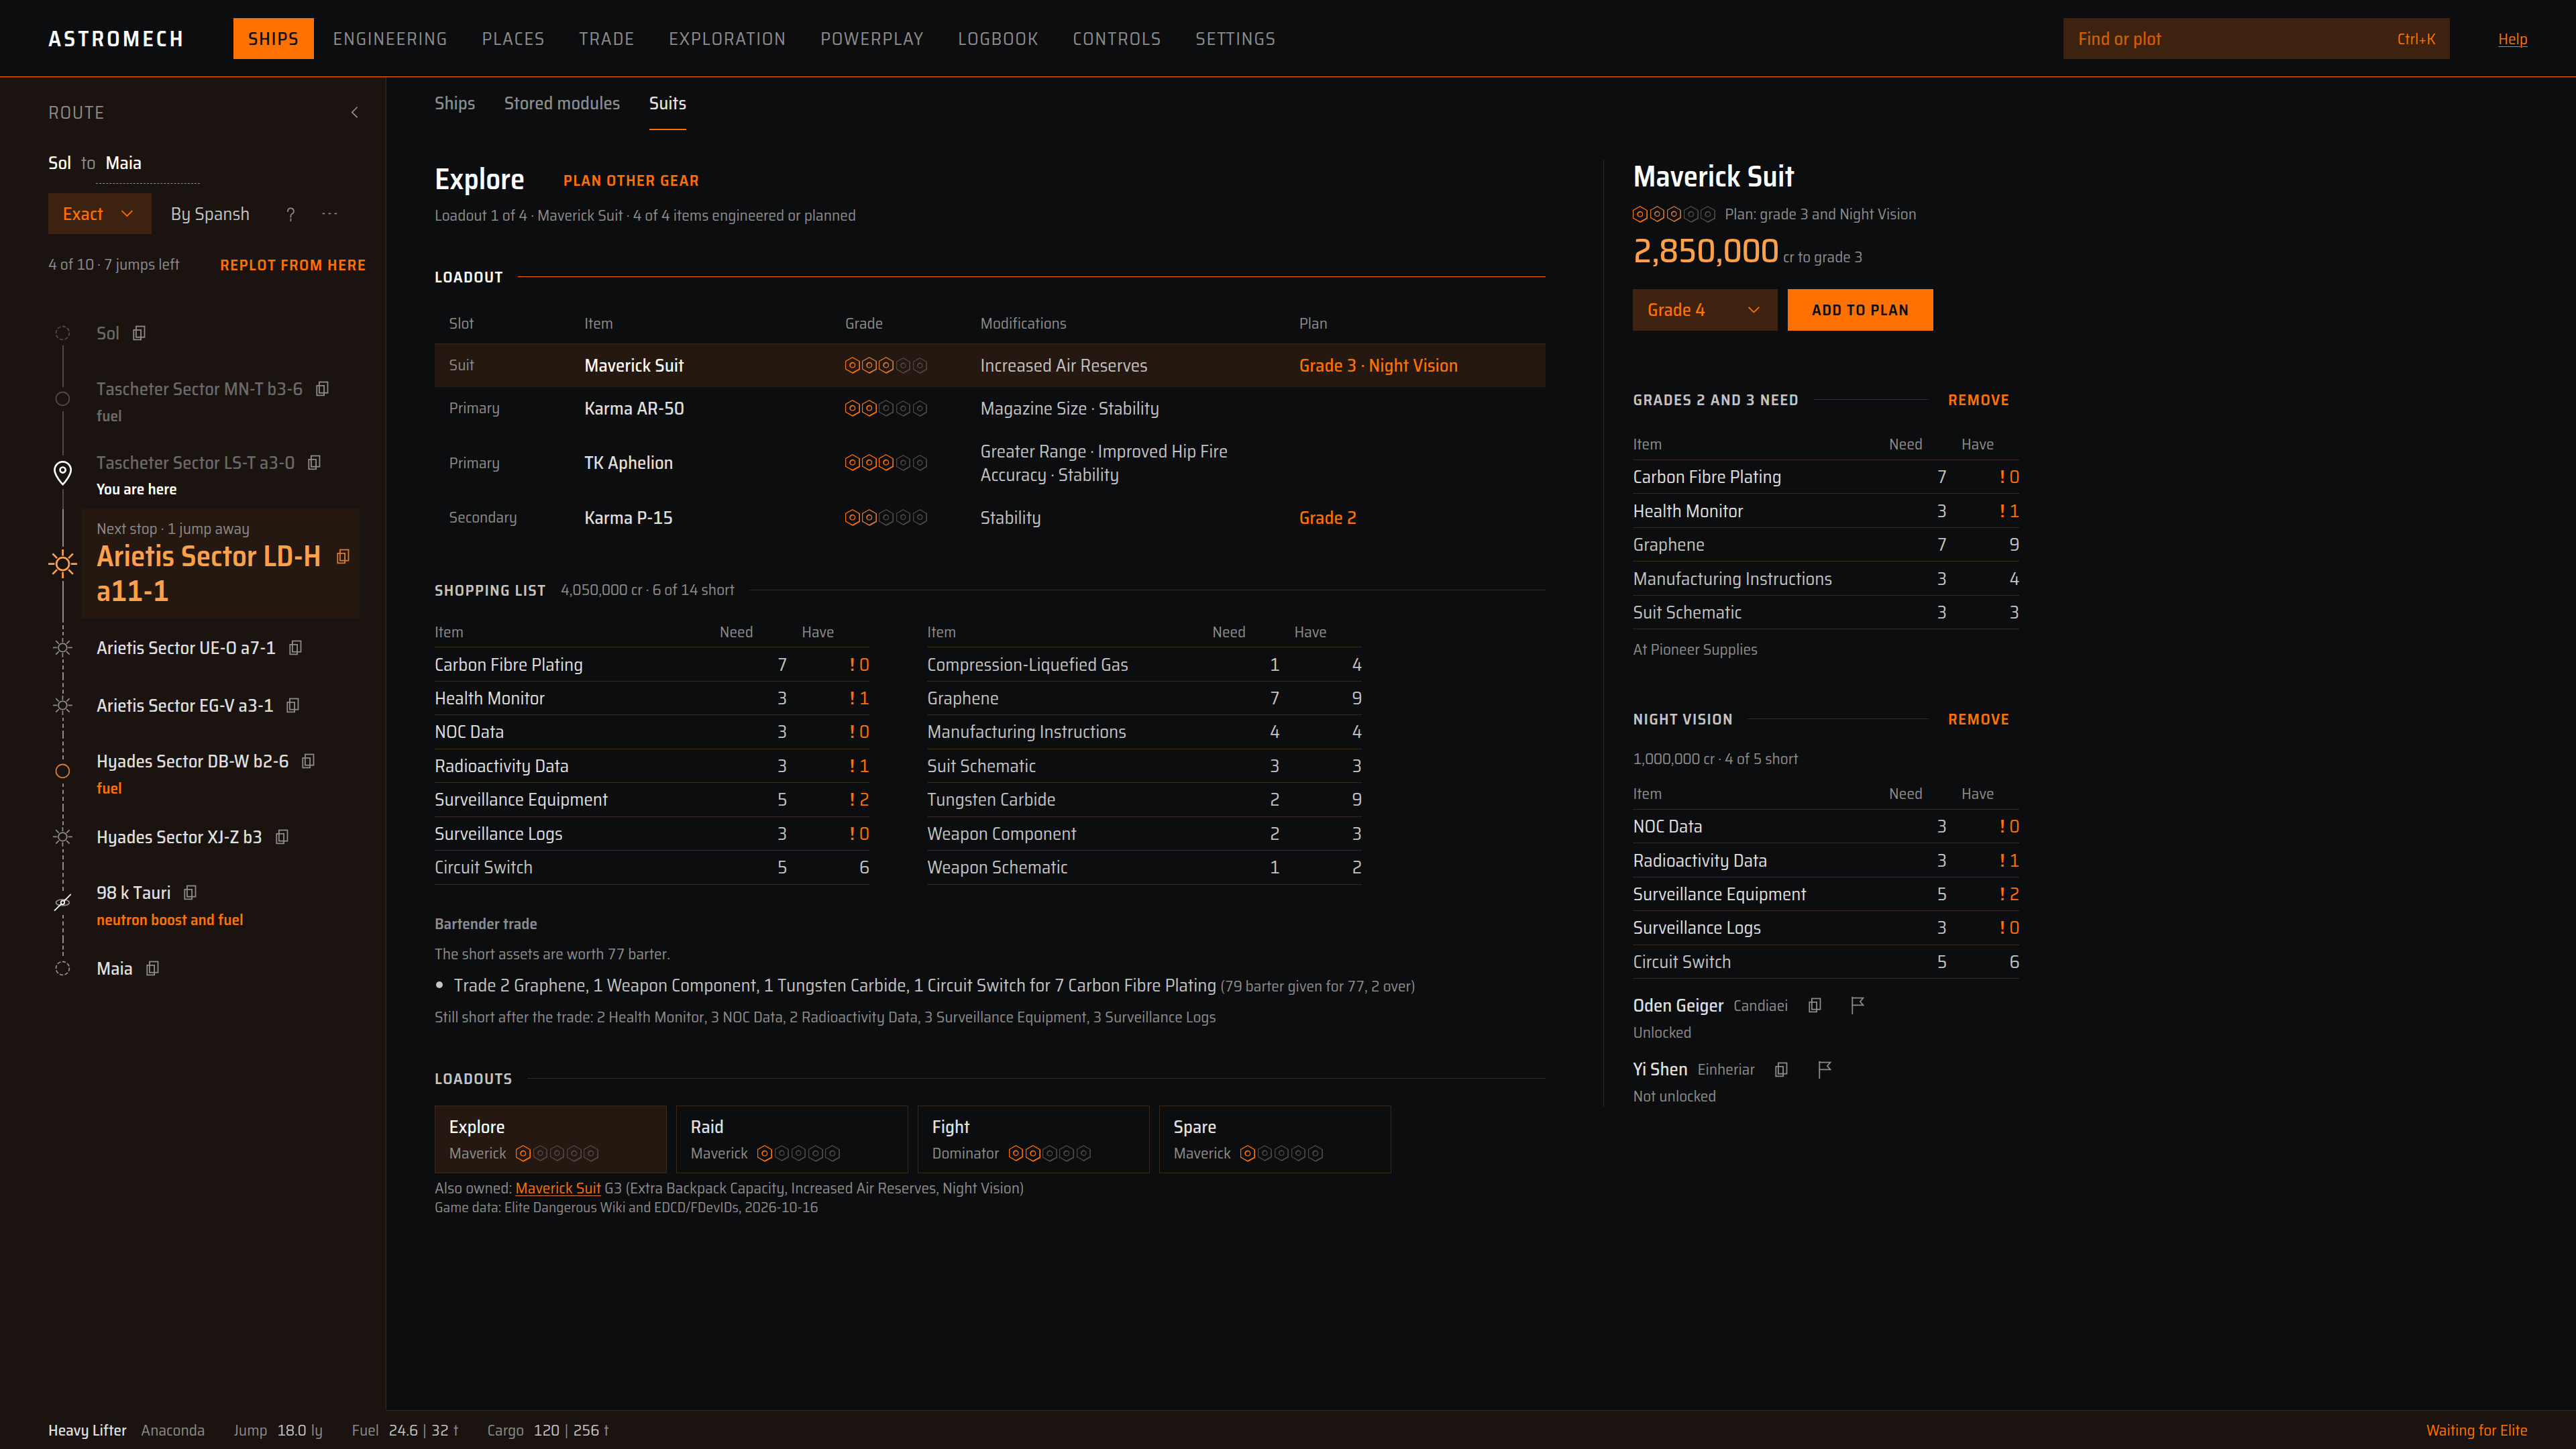 ASTROMECH
SHIPS
ENGINEERING
PLACES
TRADE
EXPLORATION
POWERPLAY
LOGBOOK
CONTROLS
SETTINGS
Find or plot
Ctrl+K
Help
ROUTE
Sol to Maia
Exact
By Spansh
?
4 of 10 · 7 jumps left
REPLOT FROM HERE
Sol
Tascheter Sector MN-T b3-6
fuel
Tascheter Sector LS-T a3-0
You are here
Next stop · 1 jump away
Arietis Sector LD-H
a11-1
Arietis Sector UE-O a7-1
Arietis Sector EG-V a3-1
Hyades Sector DB-W b2-6
fuel
Hyades Sector XJ-Z b3
98 k Tauri
neutron boost and fuel
Maia
Ships
Stored modules
Suits
Explore
PLAN OTHER GEAR
Loadout 1 of 4 · Maverick Suit · 4 of 4 items engineered or planned
LOADOUT
Slot Item Grade Modifications Plan
Suit Maverick Suit Increased Air Reserves Grade 3 · Night Vision
Primary Karma AR-50 Magazine Size · Stability
Primary TK Aphelion Greater Range · Improved Hip Fire
Accuracy · Stability
Secondary Karma P-15 Stability Grade 2
SHOPPING LIST 4,050,000 cr · 6 of 14 short
Item Need Have
Carbon Fibre Plating 7 ! 0
Health Monitor 3 ! 1
NOC Data 3 ! 0
Radioactivity Data 3 ! 1
Surveillance Equipment 5 ! 2
Surveillance Logs 3 ! 0
Circuit Switch 5 6
Item Need Have
Compression-Liquefied Gas 1 4
Graphene 7 9
Manufacturing Instructions 4 4
Suit Schematic 3 3
Tungsten Carbide 2 9
Weapon Component 2 3
Weapon Schematic 1 2
Bartender trade
The short assets are worth 77 barter.
• Trade 2 Graphene, 1 Weapon Component, 1 Tungsten Carbide, 1 Circuit Switch for 7 Carbon Fibre Plating (79 barter given for 77, 2 over)
Still short after the trade: 2 Health Monitor, 3 NOC Data, 2 Radioactivity Data, 3 Surveillance Equipment, 3 Surveillance Logs
LOADOUTS
Explore
Maverick
Raid
Maverick
Fight
Dominator
Spare
Maverick
Also owned: Maverick Suit G3 (Extra Backpack Capacity, Increased Air Reserves, Night Vision)
Game data: Elite Dangerous Wiki and EDCD/FDevIDs, 2026-10-16
Maverick Suit
Plan: grade 3 and Night Vision
2,850,000 cr to grade 3
Grade 4
ADD TO PLAN
GRADES 2 AND 3 NEED
REMOVE
Item Need Have
Carbon Fibre Plating 7 ! 0
Health Monitor 3 ! 1
Graphene 7 9
Manufacturing Instructions 3 4
Suit Schematic 3 3
At Pioneer Supplies
NIGHT VISION
REMOVE
1,000,000 cr · 4 of 5 short
Item Need Have
NOC Data 3 ! 0
Radioactivity Data 3 ! 1
Surveillance Equipment 5 ! 2
Surveillance Logs 3 ! 0
Circuit Switch 5 6
Oden Geiger Candiaei
Unlocked
Yi Shen Einheriar
Not unlocked
Heavy Lifter Anaconda Jump 18.0 ly Fuel 24.6 | 32 t Cargo 120 | 256 t
Waiting for Elite